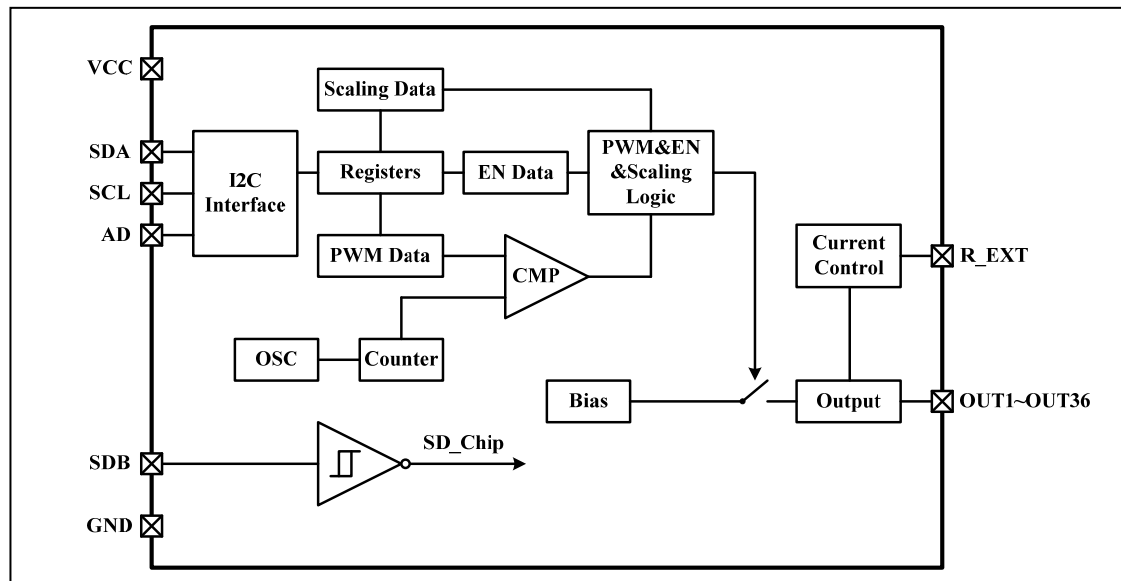 VCC
SDA
SCL
AD
I2C
Interface
Scaling Data
Registers
EN Data
PWM&EN
&Scaling
Logic
PWM Data
CMP
OSC
Counter
Current
Control
R_EXT
Bias
Output
OUT1~OUT36
SDB
SD_Chip
GND